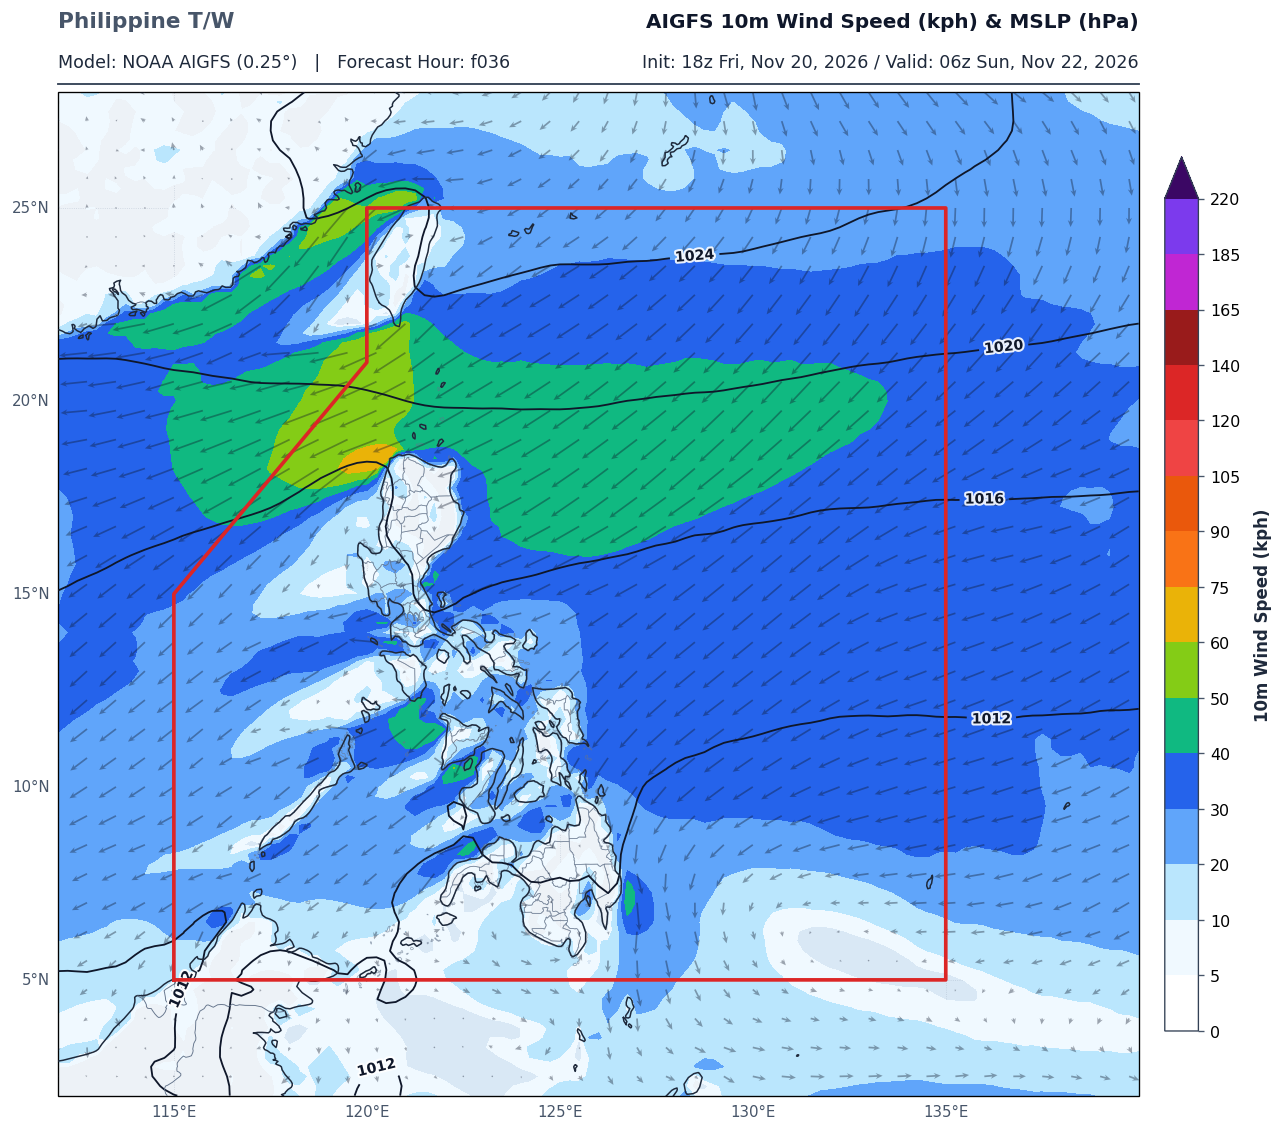 Philippine T/W
AIGFS 10m Wind Speed (kph) & MSLP (hPa)
Model: NOAA AIGFS (0.25°)   |   Forecast Hour: f036
Init: 18z Fri, Nov 20, 2026 / Valid: 06z Sun, Nov 22, 2026
25°N
20°N
15°N
10°N
5°N
115°E
120°E
125°E
130°E
135°E
1024
1020
1016
1012
1012
1012
220
185
165
140
120
105
90
75
60
50
40
30
20
10
5
0
10m Wind Speed (kph)